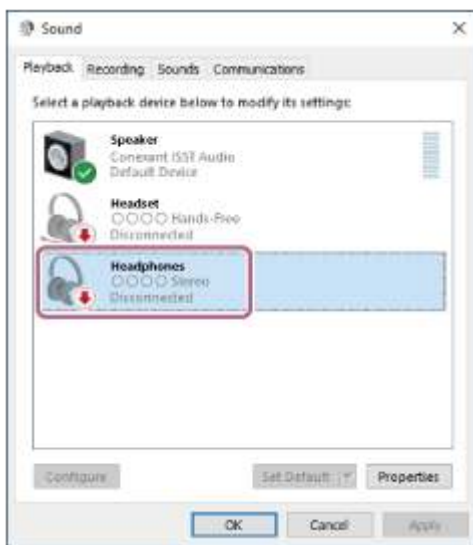 Sound
Playback Recording Sounds Communications
Select a playback device below to modify its settings:
Speaker
Conexant ISST Audio
Default Device
Headset
○○○○ Hands-Free
Disconnected
Headphones
○○○○ Stereo
Disconnected
Configure Set Default Properties
OK Cancel Apply